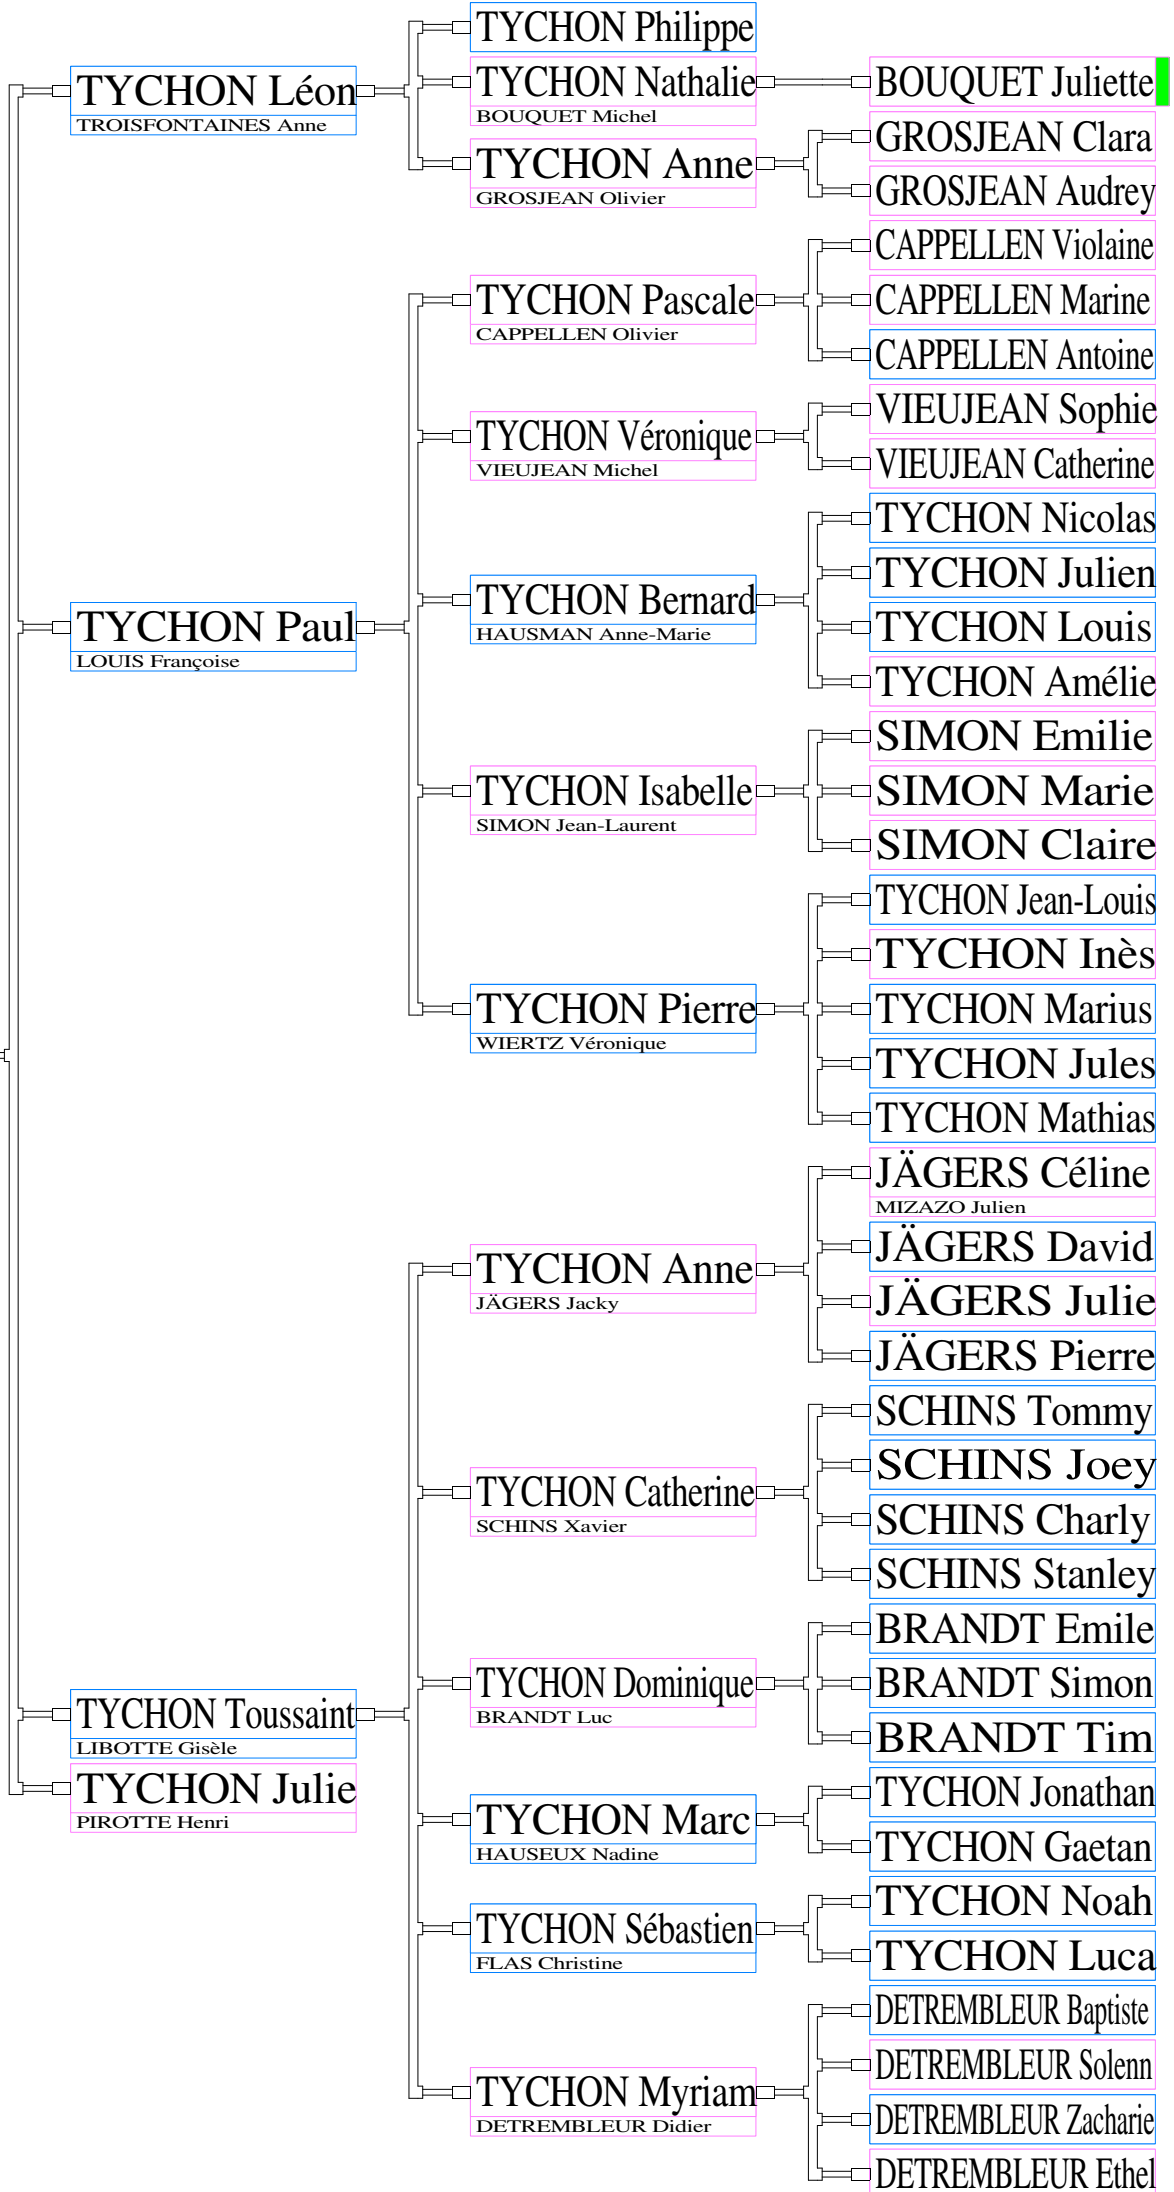 TYCHON Léon
TROISFONTAINES Anne
TYCHON Philippe
TYCHON Nathalie
BOUQUET Michel
BOUQUET Juliette
TYCHON Anne
GROSJEAN Olivier
GROSJEAN Clara
GROSJEAN Audrey
TYCHON Paul
LOUIS Françoise
TYCHON Pascale
CAPPELLEN Olivier
CAPPELLEN Violaine
CAPPELLEN Marine
CAPPELLEN Antoine
TYCHON Véronique
VIEUJEAN Michel
VIEUJEAN Sophie
VIEUJEAN Catherine
TYCHON Bernard
HAUSMAN Anne-Marie
TYCHON Nicolas
TYCHON Julien
TYCHON Louis
TYCHON Amélie
TYCHON Isabelle
SIMON Jean-Laurent
SIMON Emilie
SIMON Marie
SIMON Claire
TYCHON Pierre
WIERTZ Véronique
TYCHON Jean-Louis
TYCHON Inès
TYCHON Marius
TYCHON Jules
TYCHON Mathias
TYCHON Toussaint
LIBOTTE Gisèle
TYCHON Anne
JÄGERS Jacky
JÄGERS Céline
MIZAZO Julien
JÄGERS David
JÄGERS Julie
JÄGERS Pierre
TYCHON Catherine
SCHINS Xavier
SCHINS Tommy
SCHINS Joey
SCHINS Charly
SCHINS Stanley
TYCHON Dominique
BRANDT Luc
BRANDT Emile
BRANDT Simon
BRANDT Tim
TYCHON Marc
HAUSEUX Nadine
TYCHON Jonathan
TYCHON Gaetan
TYCHON Sébastien
FLAS Christine
TYCHON Noah
TYCHON Luca
TYCHON Myriam
DETREMBLEUR Didier
DETREMBLEUR Baptiste
DETREMBLEUR Solenn
DETREMBLEUR Zacharie
DETREMBLEUR Ethel
TYCHON Julie
PIROTTE Henri